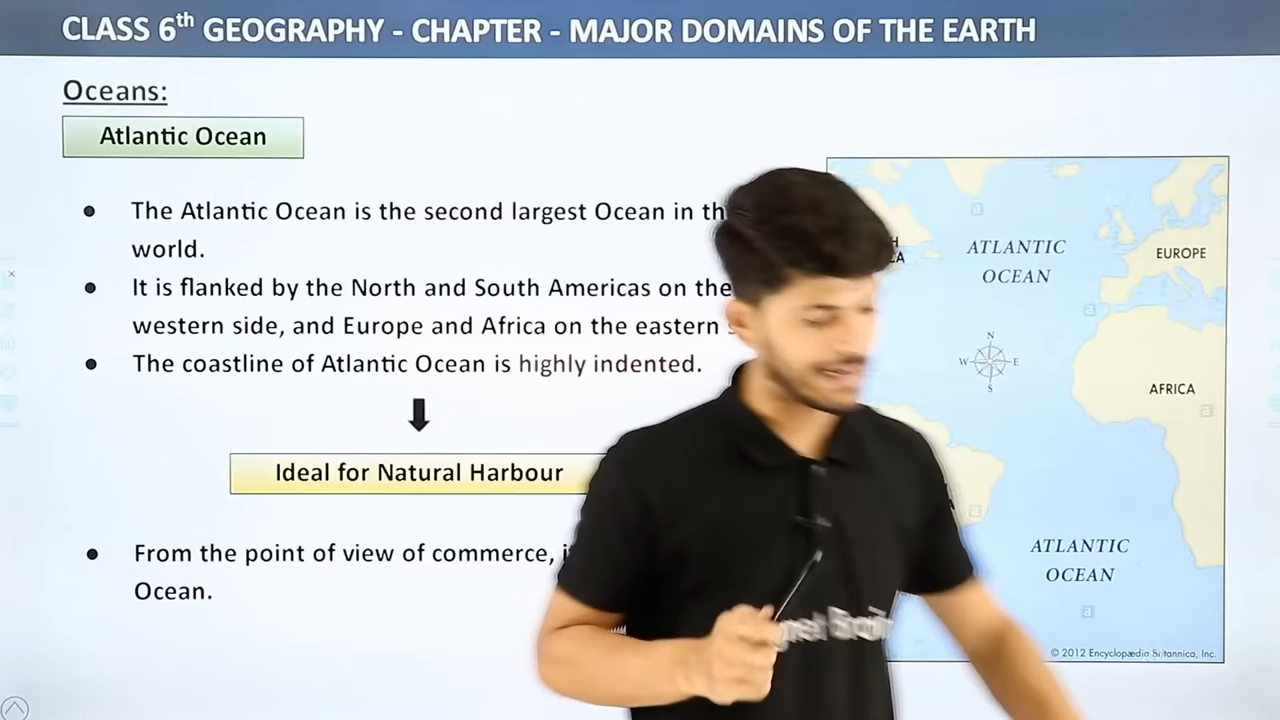 CLASS 6th GEOGRAPHY - CHAPTER - MAJOR DOMAINS OF THE EARTH
Oceans:
Atlantic Ocean
● The Atlantic Ocean is the second largest Ocean in th
world.
● It is flanked by the North and South Americas on the
western side, and Europe and Africa on the eastern
● The coastline of Atlantic Ocean is highly indented.
Ideal for Natural Harbour
● From the point of view of commerce,
Ocean.
ATLANTIC
OCEAN
EUROPE
N
W E
S
AFRICA
ATLANTIC
OCEAN
© 2012 Encyclopædia Britannica, Inc.